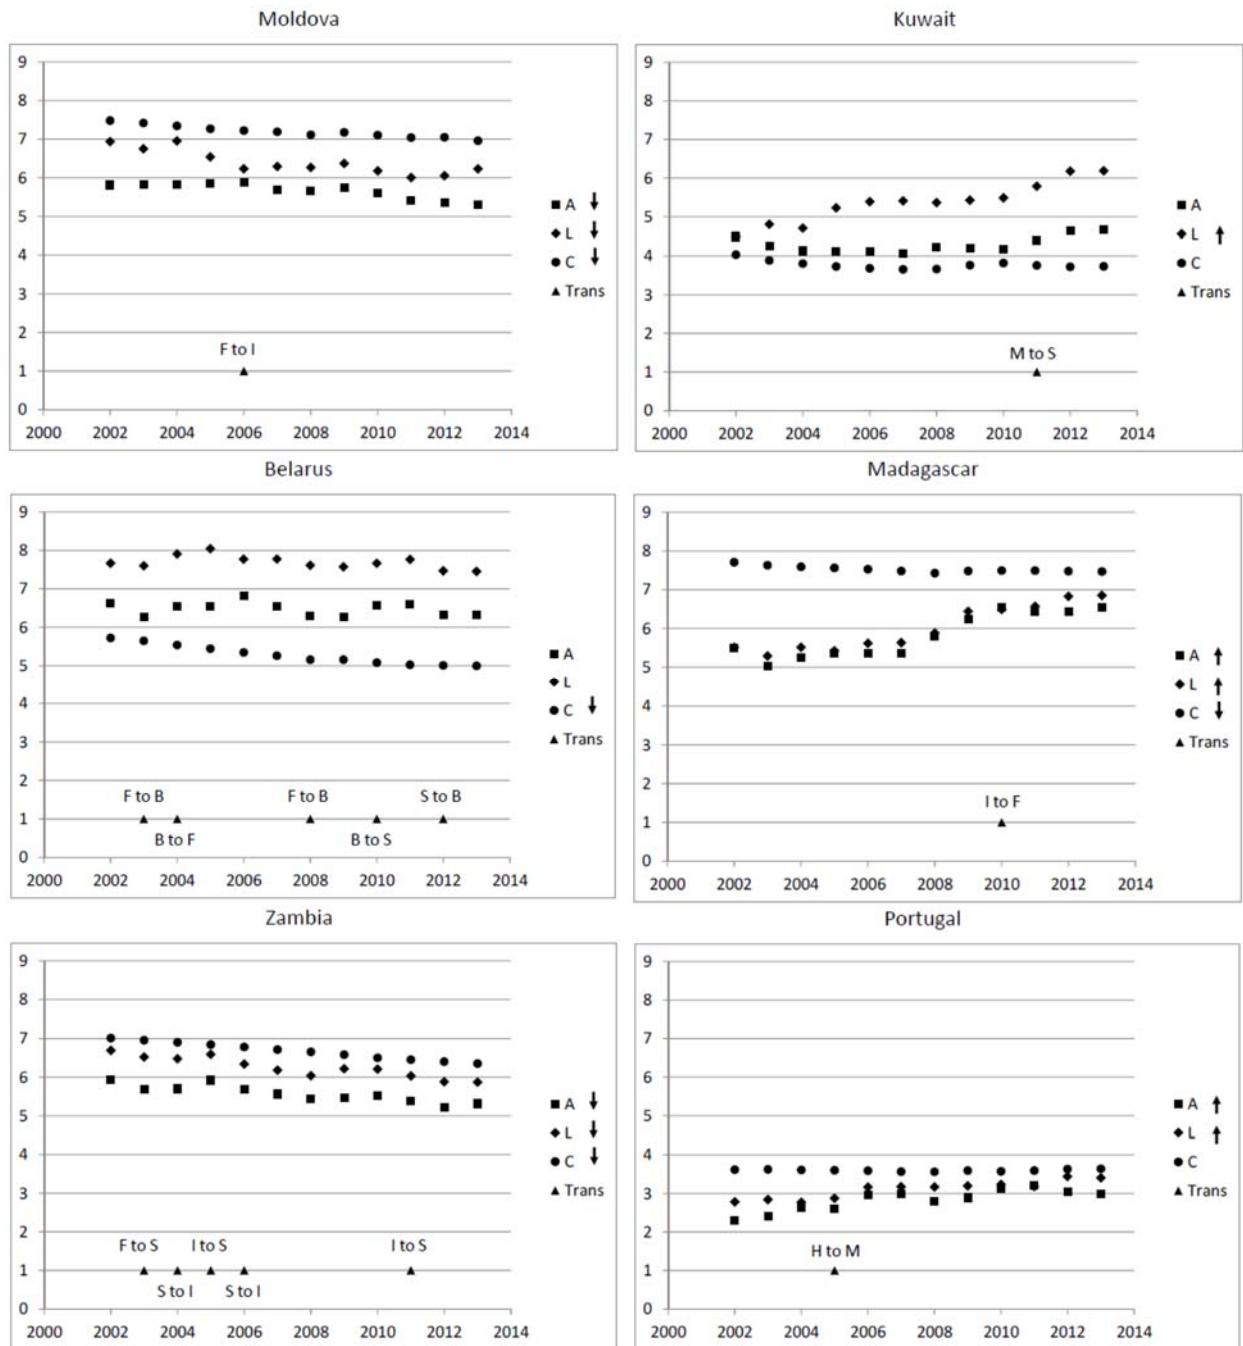 Moldova
9
8
7
6
5
4
3
2
1
0
F to I
2000 2002 2004 2006 2008 2010 2012 2014
A
L
C
Trans
Kuwait
9
8
7
6
5
4
3
2
1
0
M to S
2000 2002 2004 2006 2008 2010 2012 2014
A
L
C
Trans
Belarus
9
8
7
6
5
4
3
2
1
0
F to B F to B S to B
B to F B to S
2000 2002 2004 2006 2008 2010 2012 2014
A
L
C
Trans
Madagascar
9
8
7
6
5
4
3
2
1
0
I to F
2000 2002 2004 2006 2008 2010 2012 2014
A
L
C
Trans
Zambia
9
8
7
6
5
4
3
2
1
0
F to S I to S I to S
S to I S to I
2000 2002 2004 2006 2008 2010 2012 2014
A
L
C
Trans
Portugal
9
8
7
6
5
4
3
2
1
0
H to M
2000 2002 2004 2006 2008 2010 2012 2014
A
L
C
Trans